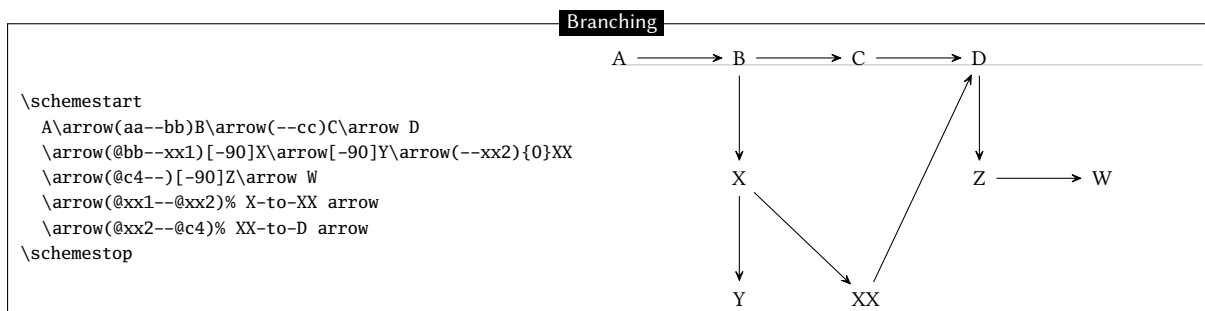 Branching
\schemestart
A\arrow(aa--bb)B\arrow(--cc)C\arrow D
\arrow(@bb--xx1)[-90]X\arrow[-90]Y\arrow(--xx2){0}XX
\arrow(@c4--)[-90]Z\arrow W
\arrow(@xx1--@xx2)% X-to-XX arrow
\arrow(@xx2--@c4)% XX-to-D arrow
\schemestop
A B C D
X Z W
Y XX